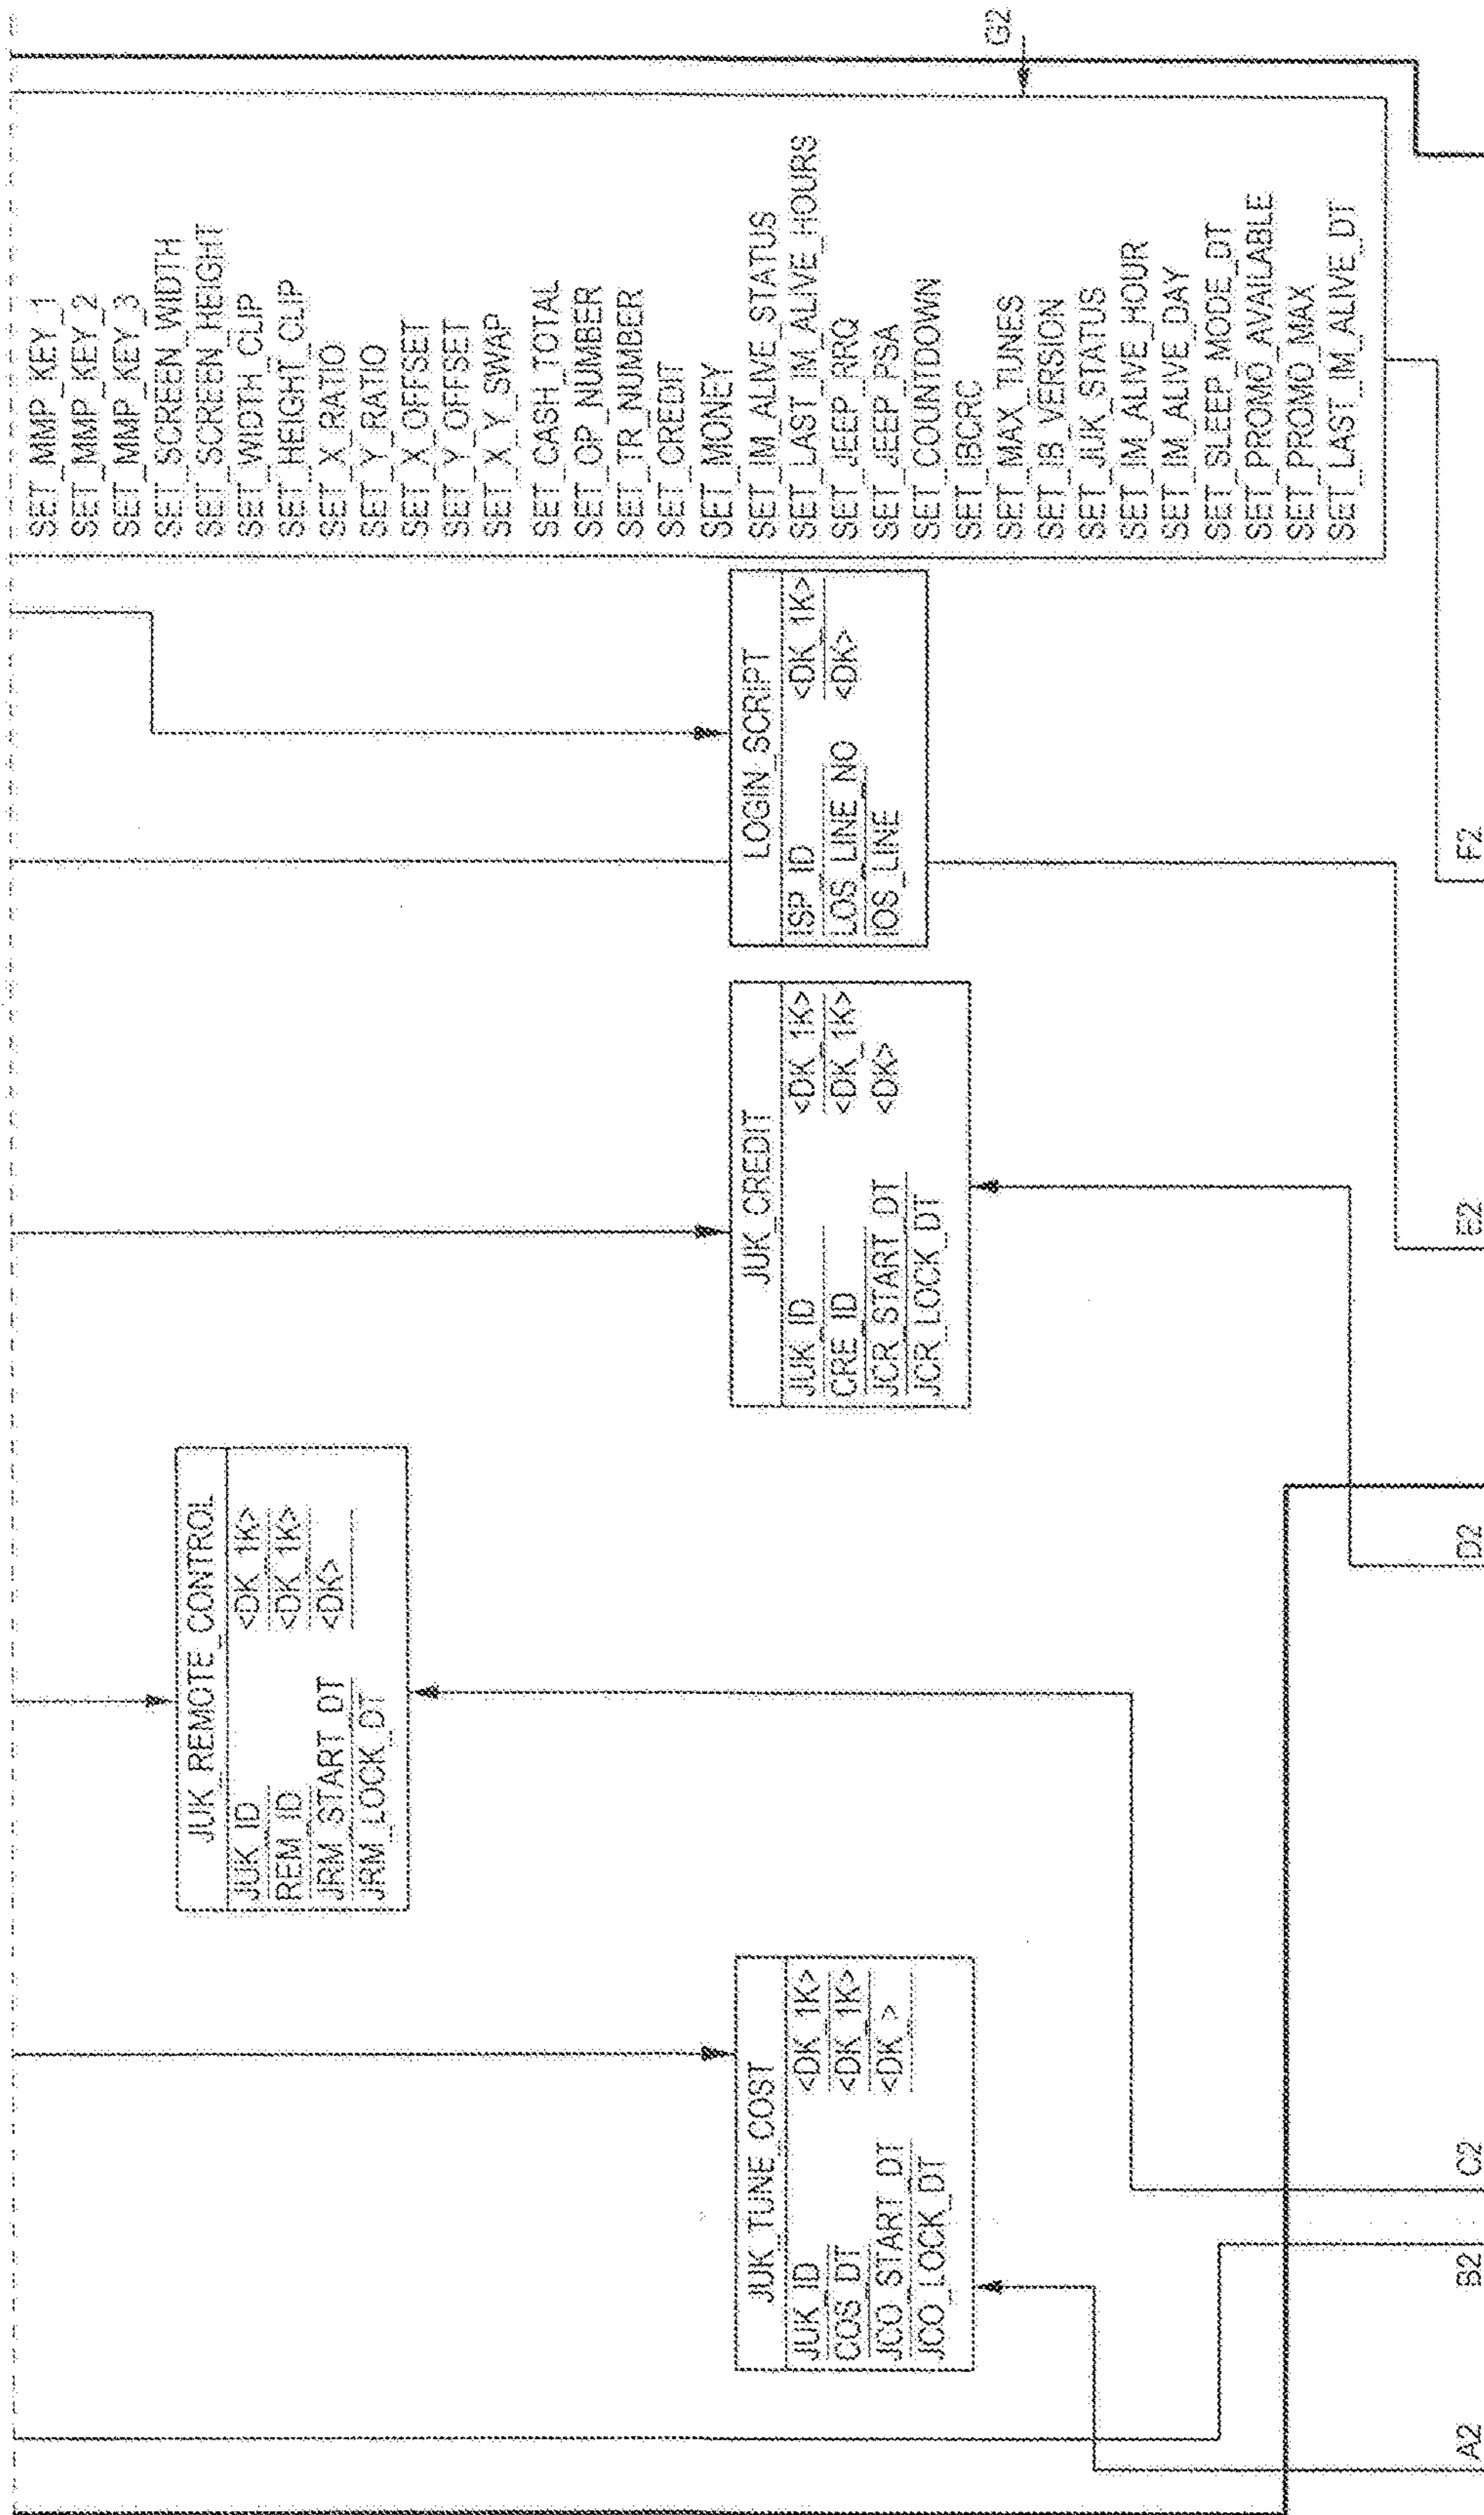 JUK_TUNE_COST
JUK_ID <DK_1K>
COS_DT <DK_1K>
JCO_START_DT <DK >
JCO_LOCK_DT
JUK_REMOTE_CONTROL
JUK_ID <DK_1K>
REM_ID <DK_1K>
JRM_START_DT <DK>
JRM_LOCK_DT
JUK_CREDIT
JUK_ID <DK_1K>
CRE_ID <DK_1K>
JCR_START_DT <DK>
JCR_LOCK_DT
LOGIN_SCRIPT
ISP_ID <DK_1K>
LOS_LINE_NO <DK>
IOS_LINE
SET_MMP_KEY_1
SET_MMP_KEY_2
SET_MMP_KEY_3
SET_SCREEN_WIDTH
SET_SCREEN_HEIGHT
SET_WIDTH_CLIP
SET_HEIGHT_CLIP
SET_X_RATIO
SET_Y_RATIO
SET_X_OFFSET
SET_Y_OFFSET
SET_X_Y_SWAP
SET_CASH_TOTAL
SET_OP_NUMBER
SET_TR_NUMBER
SET_CREDIT
SET_MONEY
SET_IM_ALIVE_STATUS
SET_LAST_IM_ALIVE_HOURS
SET_JEEP_RRQ
SET_JEEP_PSA
SET_COUNTDOWN
SET_IBCRC
SET_MAX_TUNES
SET_IB_VERSION
SET_JUK_STATUS
SET_IM_ALIVE_HOUR
SET_IM_ALIVE_DAY
SET_SLEEP_MODE_DT
SET_PROMO_AVAILABLE
SET_PROMO_MAX
SET_LAST_IM_ALIVE_DT
G2
A2
B2
C2
D2
E2
F2